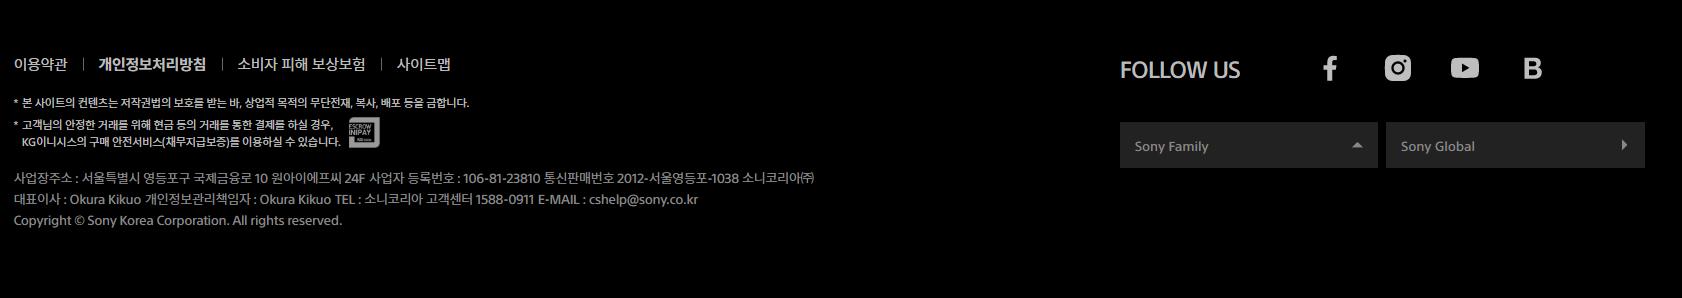 이용약관 | 개인정보처리방침 | 소비자 피해 보상보험 | 사이트맵
* 본 사이트의 컨텐츠는 저작권법의 보호를 받는 바, 상업적 목적의 무단전재, 복사, 배포 등을 금합니다.
* 고객님의 안정한 거래를 위해 현금 등의 거래를 통한 결제를 하실 경우,
KG이니시스의 구매 안전서비스(채무지급보증)를 이용하실 수 있습니다.
ESCROW
INIPAY
사업장주소 : 서울특별시 영등포구 국제금융로 10 원아이에프씨 24F 사업자 등록번호 : 106-81-23810 통신판매번호 2012-서울영등포-1038 소니코리아㈜
대표이사 : Okura Kikuo 개인정보관리책임자 : Okura Kikuo TEL : 소니코리아 고객센터 1588-0911 E-MAIL : cshelp@sony.co.kr
Copyright © Sony Korea Corporation. All rights reserved.
FOLLOW US
B
Sony Family
Sony Global